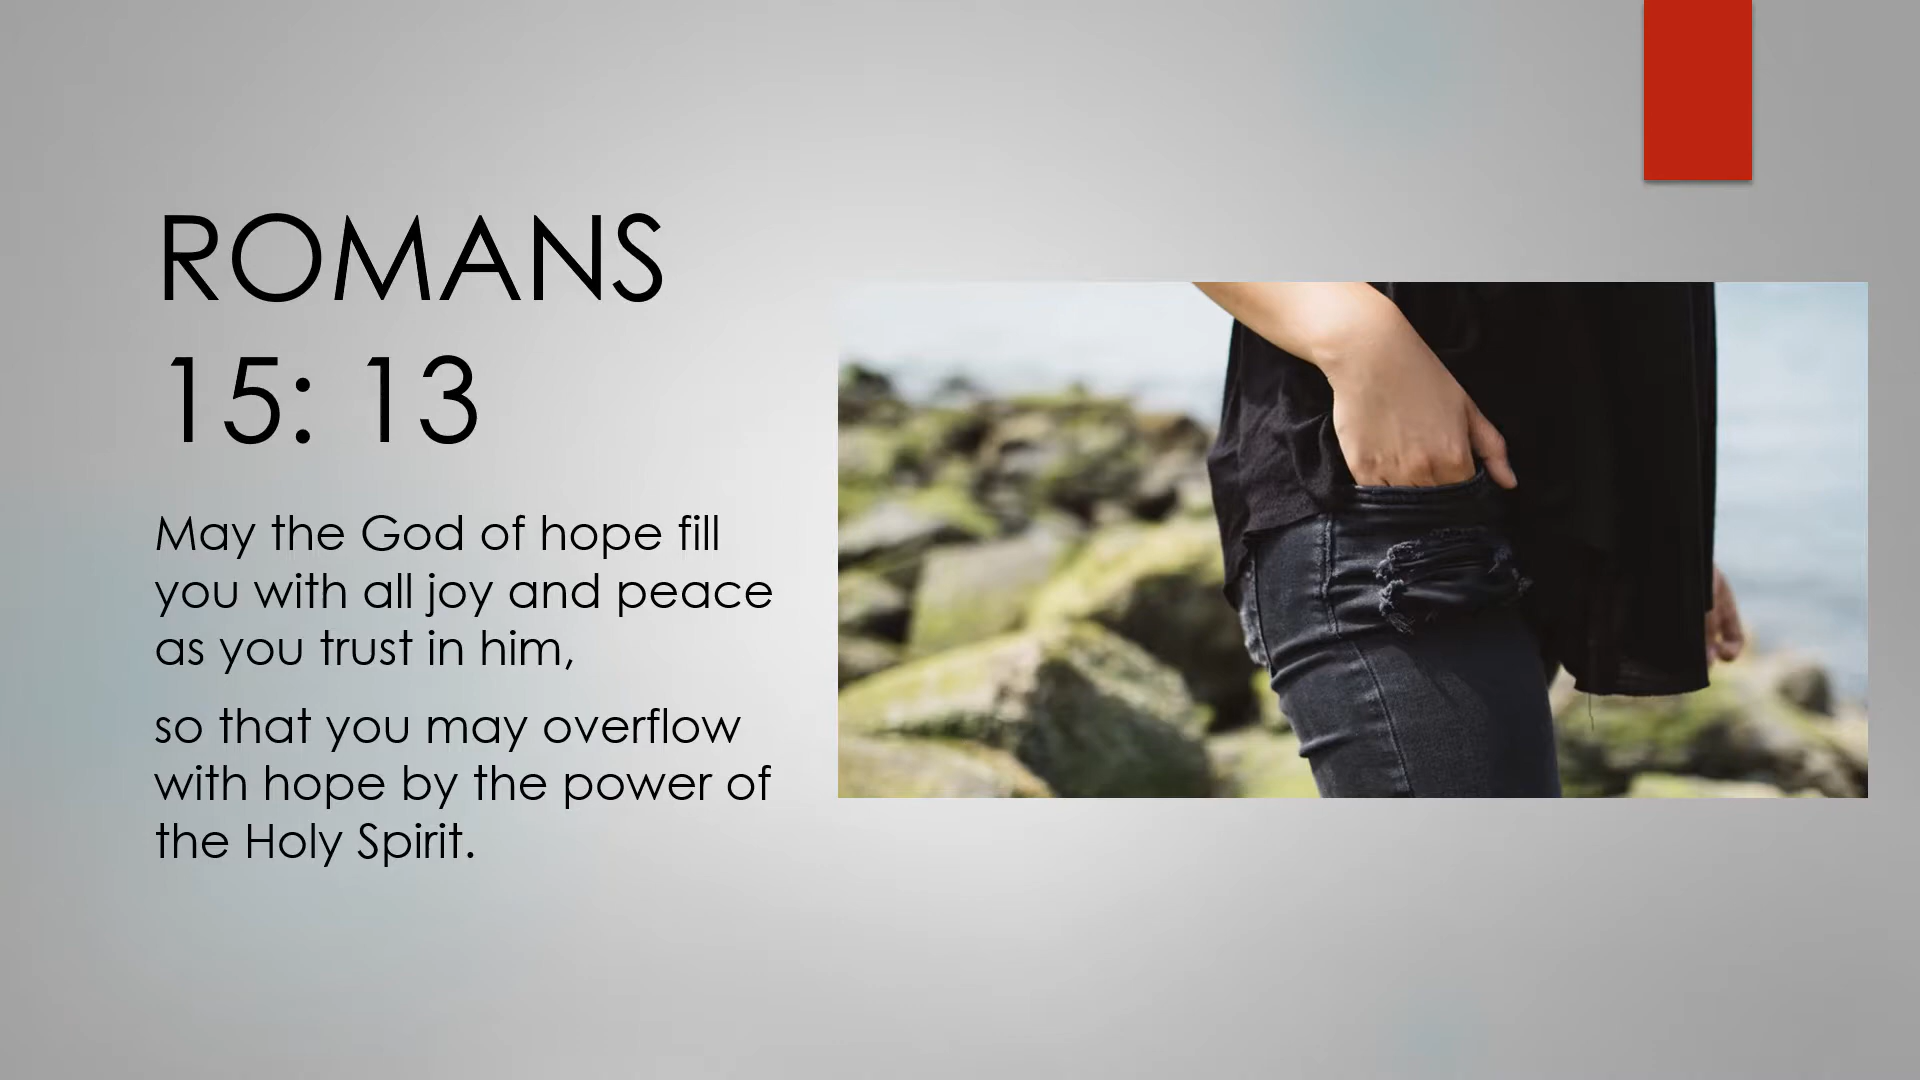 ROMANS
15: 13
May the God of hope fill
you with all joy and peace
as you trust in him,
so that you may overflow
with hope by the power of
the Holy Spirit.